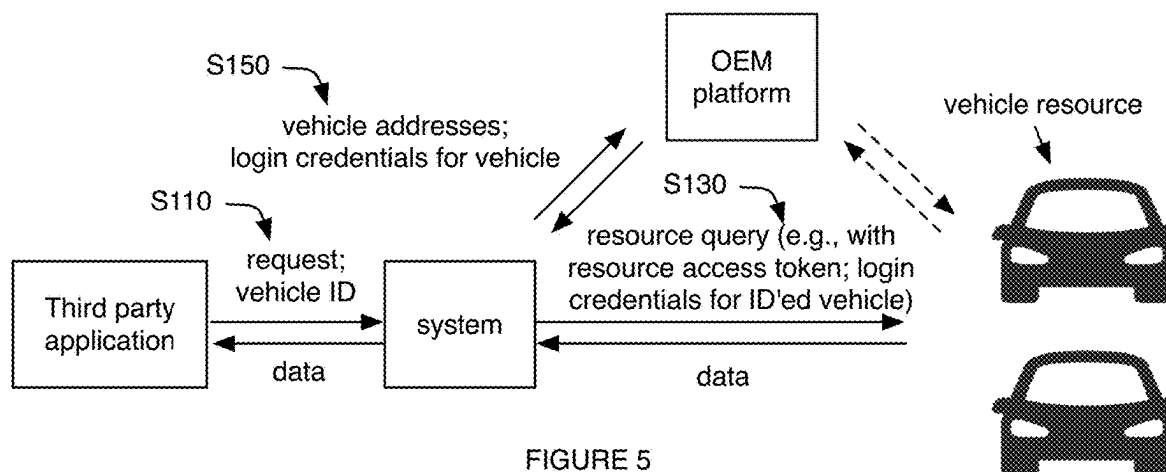 S150
OEM
platform
vehicle resource
vehicle addresses;
login credentials for vehicle
S130
S110
resource query (e.g., with
resource access token; login
credentials for ID'ed vehicle)
request;
vehicle ID
Third party
application
system
data
data
FIGURE 5